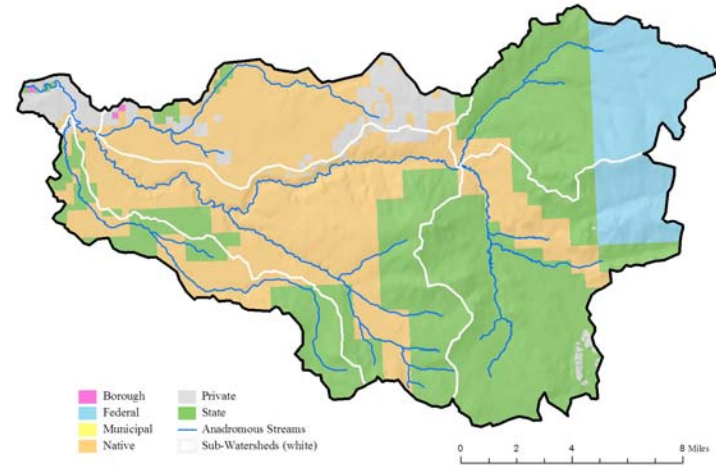 Borough
Federal
Municipal
Native
Private
State
Anadromous Streams
Sub-Watersheds (white)
0 2 4 8 Miles